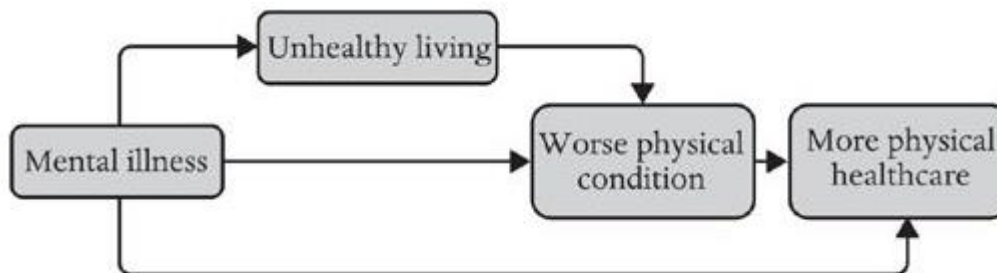 Unhealthy living
Mental illness
Worse physical
condition
More physical
healthcare